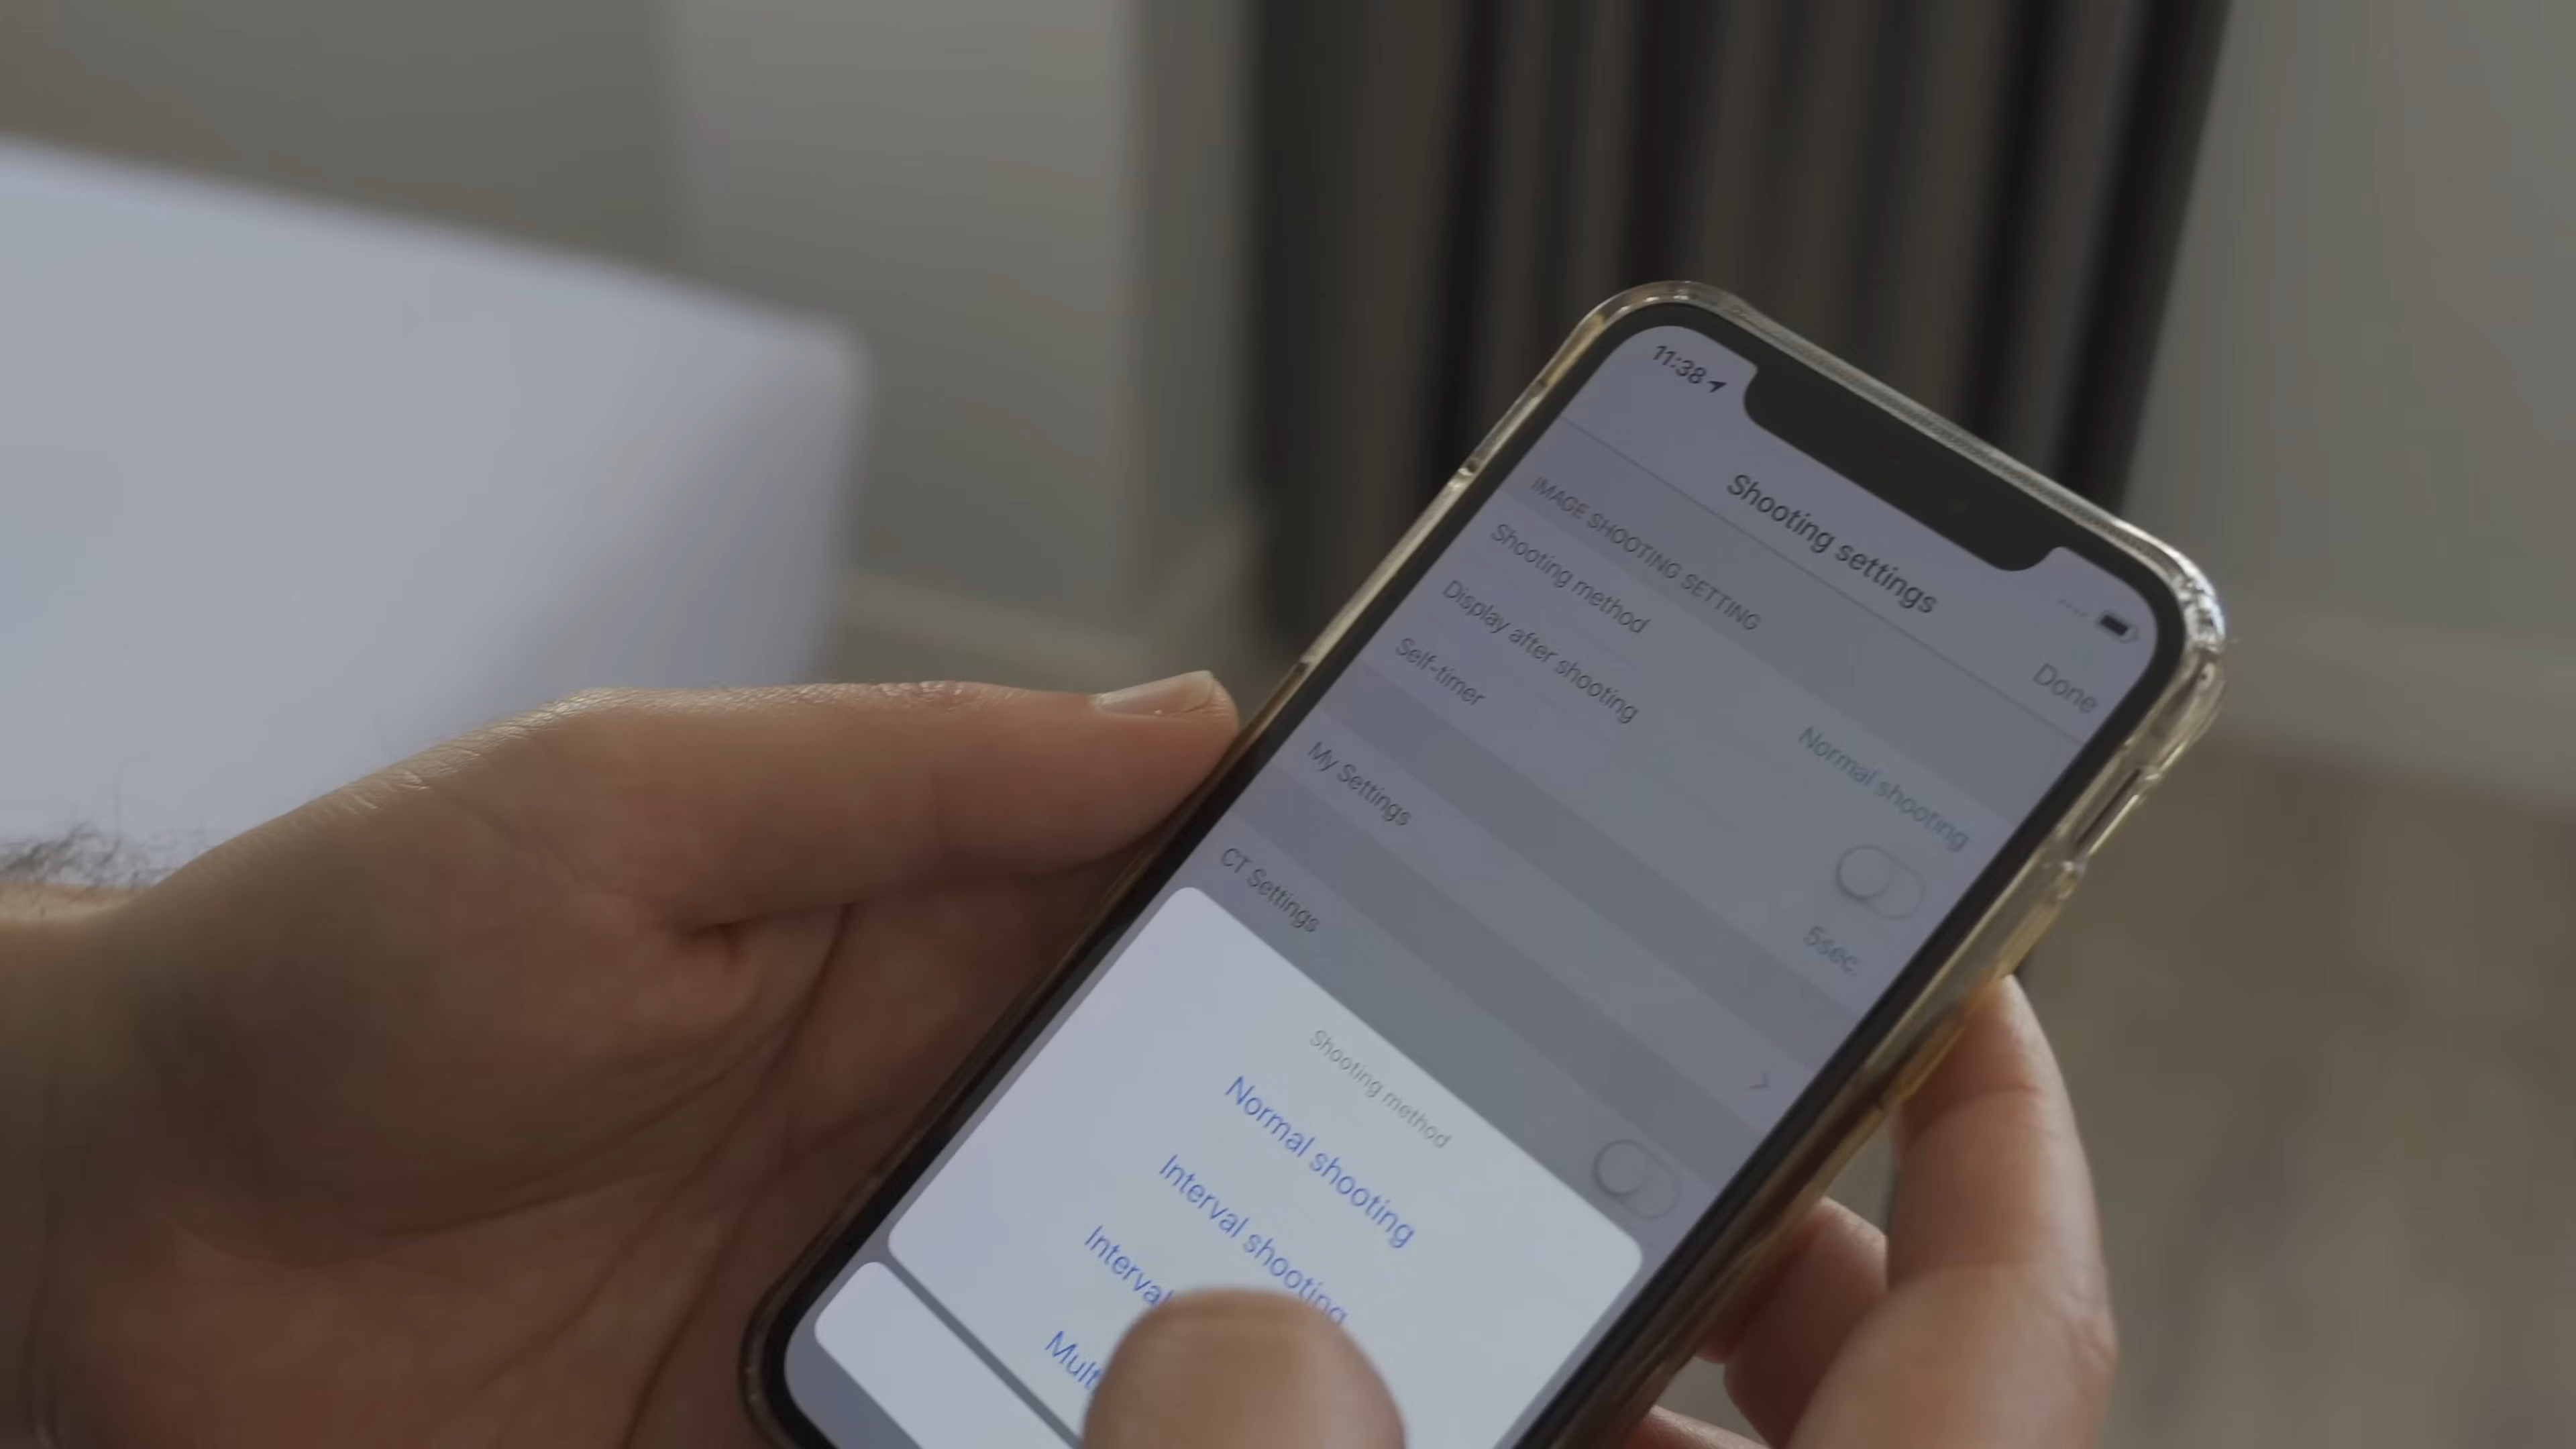 11:38
Shooting settings
Done
IMAGE SHOOTING SETTING
Shooting method
Normal shooting
Display after shooting
Self-timer
5sec.
My Settings
CT Settings
Shooting method
Normal shooting
Interval shooting
Interval